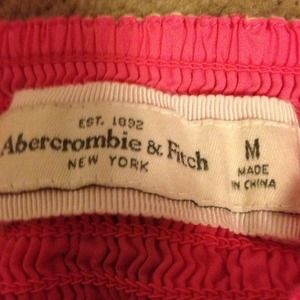 EST. 1892
Abercrombie & Fitch
NEW YORK
M
MADE
IN CHINA